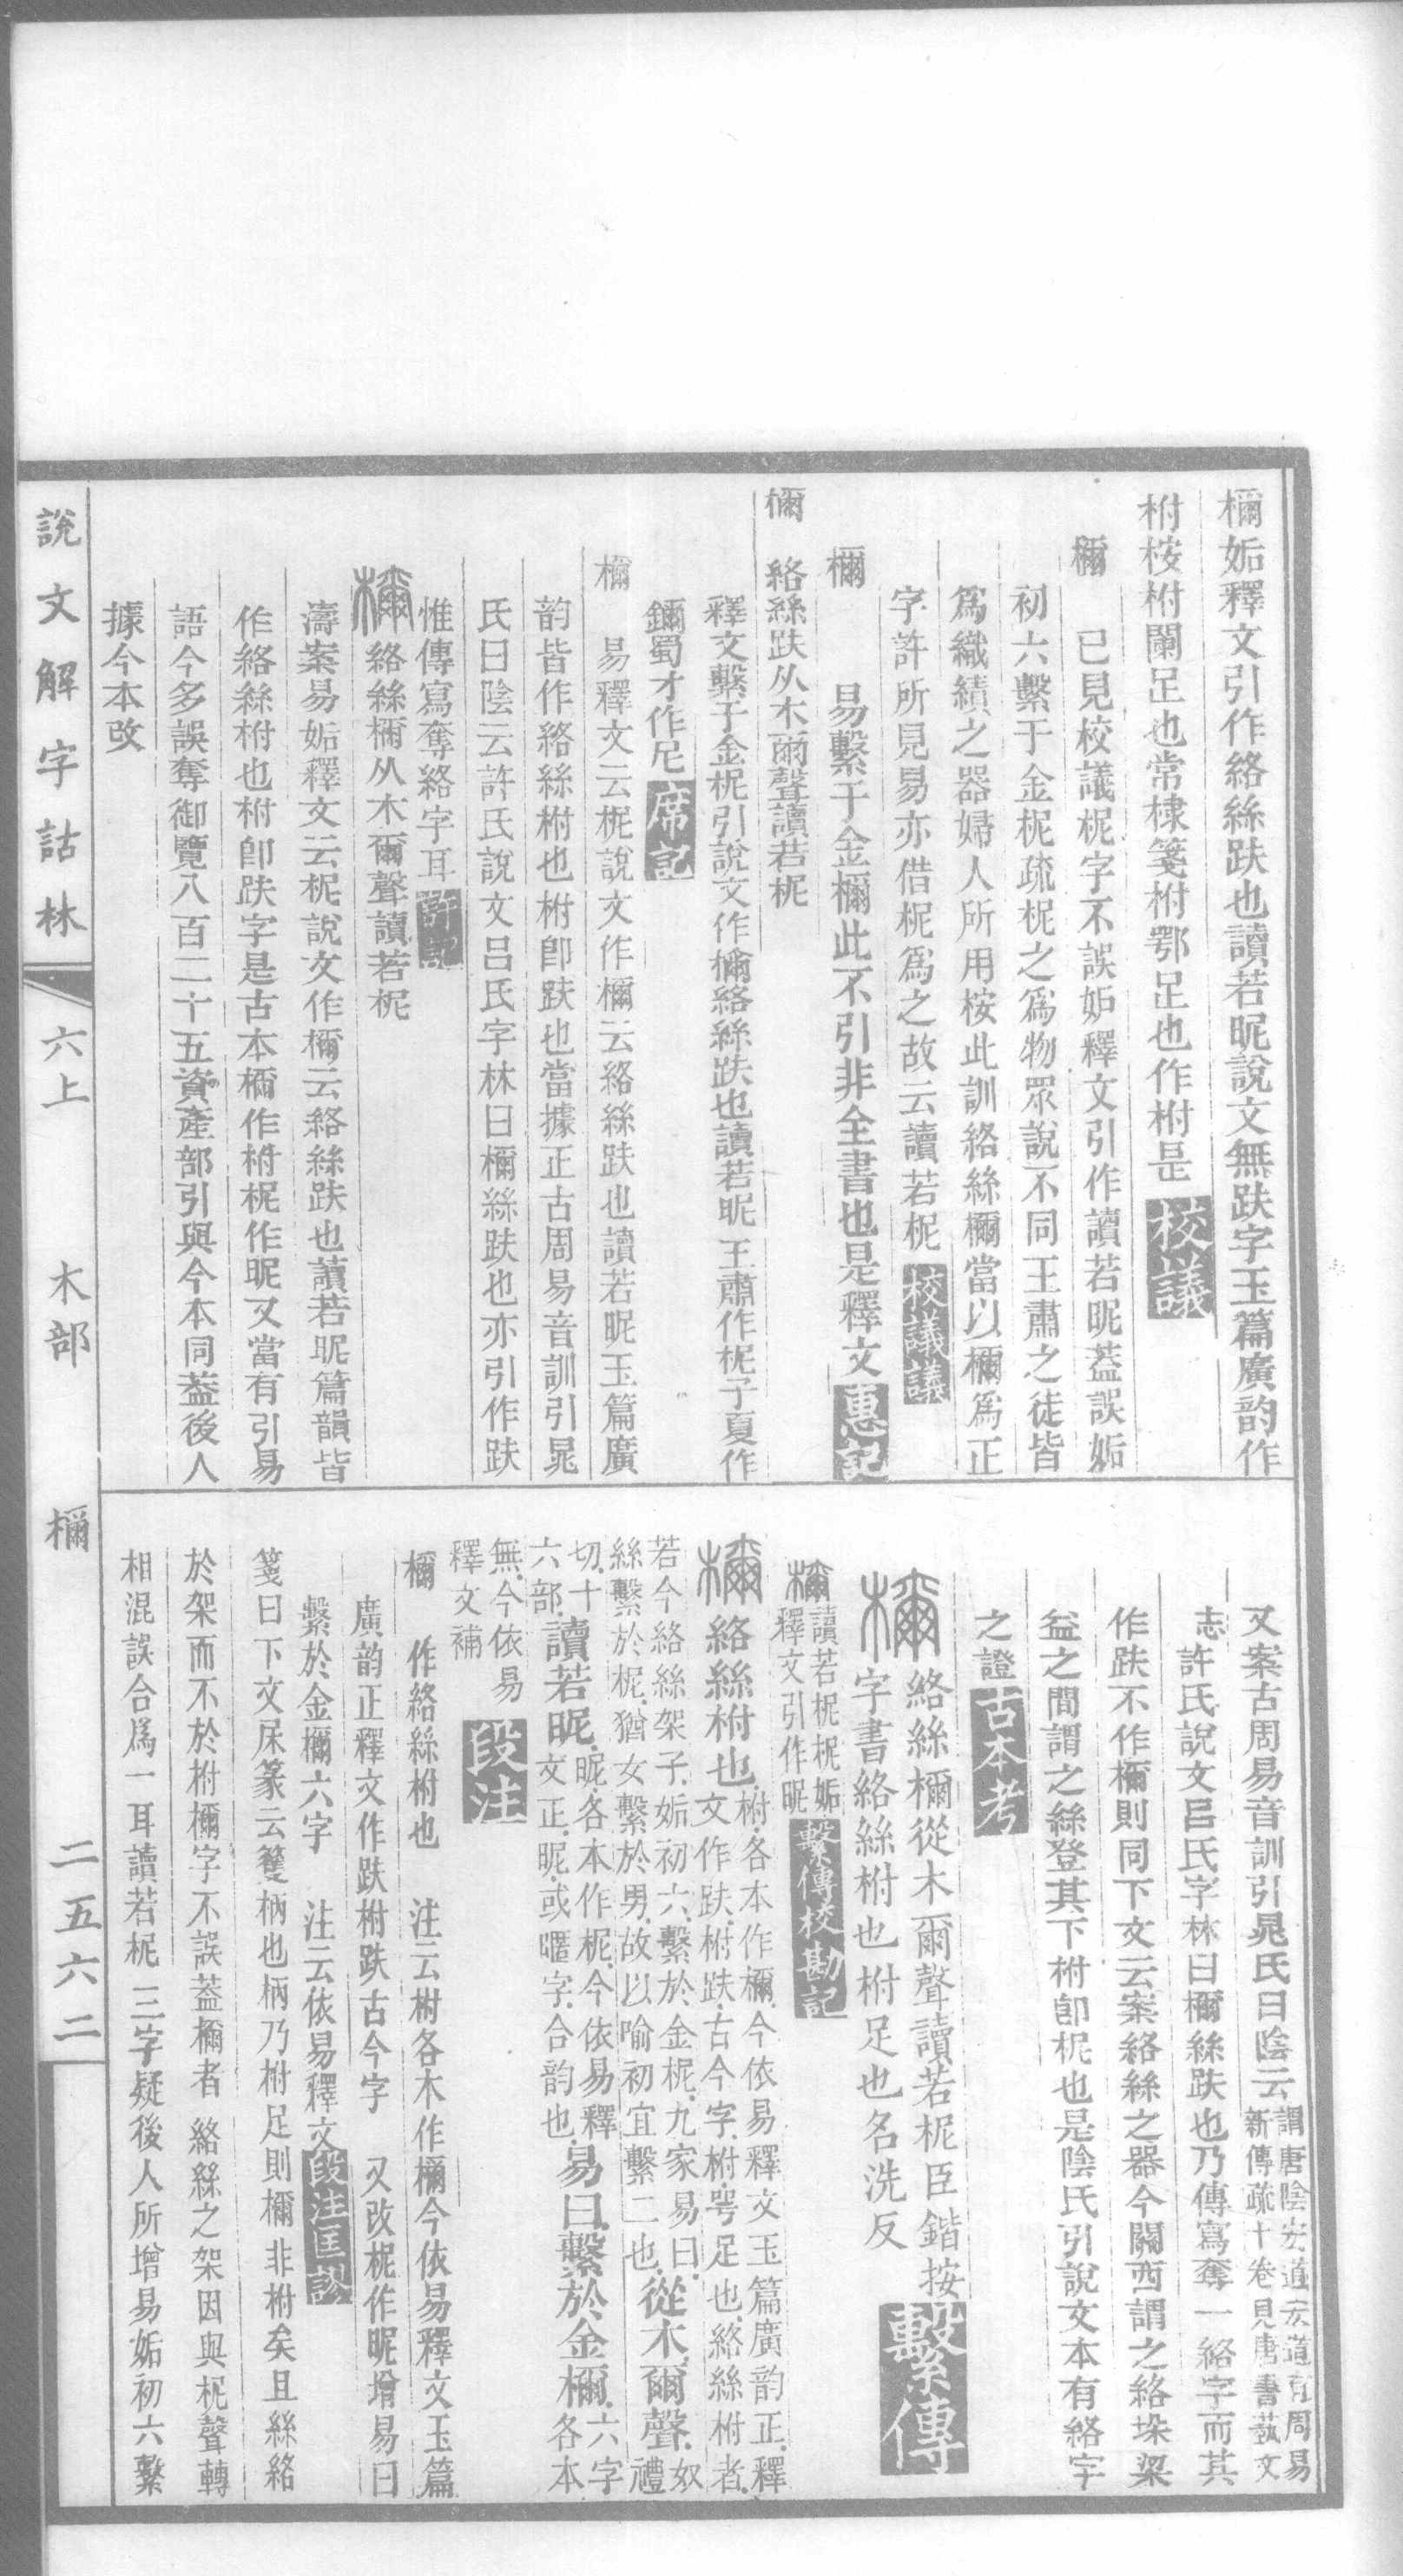 檷姤釋文引作絡絲趺也讀若昵說文無趺字玉篇廣韵作
柎桉柎闌足也常棣箋柎鄂足也作柎是 校議
檷 已見校議柅字不誤姤釋文引作讀若昵葢誤姤
初六繫于金柅疏柅之爲物眾說不同王肅之徒皆
爲織績之器婦人所用桉此訓絡絲檷當以檷爲正
字許所見易亦借柅爲之故云讀若柅 校議議
檷 易繫于金檷此不引非全書也是釋文 惠記
檷 絡絲趺从木爾聲讀若柅
釋文繫于金柅引說文作檷絡絲趺也讀若昵王肅作柅子夏作
鑈蜀才作尼 席記
檷 易釋文云柅說文作檷云絡絲趺也讀若昵玉篇廣
韵皆作絡絲柎也柎卽趺也當據正古周易音訓引晁
氏曰陰云許氏說文呂氏字林曰檷絲趺也亦引作趺
惟傳寫奪絡字耳 許記
檷 絡絲檷从木爾聲讀若柅
濤案易姤釋文云柅說文作檷云絡絲趺也讀若昵篇韻皆
作絡絲柎也柎卽趺字是古本檷作柎柅作昵又當有引易
語今多誤奪御覽八百二十五資產部引與今本同葢後人
據今本改
又案古周易音訓引晁氏曰陰云 謂唐陰宏道宏道有周易
新傳疏十卷見唐書蓺文
志 許氏說文呂氏字林曰檷絲趺也乃傳寫奪一絡字而其
作趺不作檷則同下文云案絡絲之器今關西謂之絡垜梁
益之間謂之絲登其下柎卽柅也是陰氏引說文本有絡字
之證 古本考
檷 絡絲檷從木爾聲讀若柅臣鍇按
字書絡絲柎也柎足也名洗反 繫傳
檷 讀若柅柅姤
釋文引作昵 繫傳校勘記
檷 絡絲柎也 柎各本作檷今依易釋文玉篇廣韵正釋
文作趺柎趺古今字柎咢足也絡絲柎者
若今絡絲架子姤初六繫於金柅九家易曰
絲繫於柅猶女繫於男故以喻初宜繫二也 從木爾聲 奴禮
切十
六部 讀若昵 昵各本作柅今依易釋
文正昵或暱字合韵也 易曰繫於金檷 六字各本
無今依易
釋文補 段注
檷 作絡絲柎也 注云柎各本作檷今依易釋文玉篇
廣韵正釋文作趺柎趺古今字 又改柅作昵增易曰
繫於金檷六字 注云依易釋文 段注匡謬
箋曰下文㞾篆云籆柄也柄乃柎足則檷非柎矣且絲絡
於架而不於柎檷字不誤葢檷者絡絲之架因與柅聲轉
相混誤合爲一耳讀若柅三字疑後人所增易姤初六繫
說文解字詁林 六上 木部 檷 二五六二